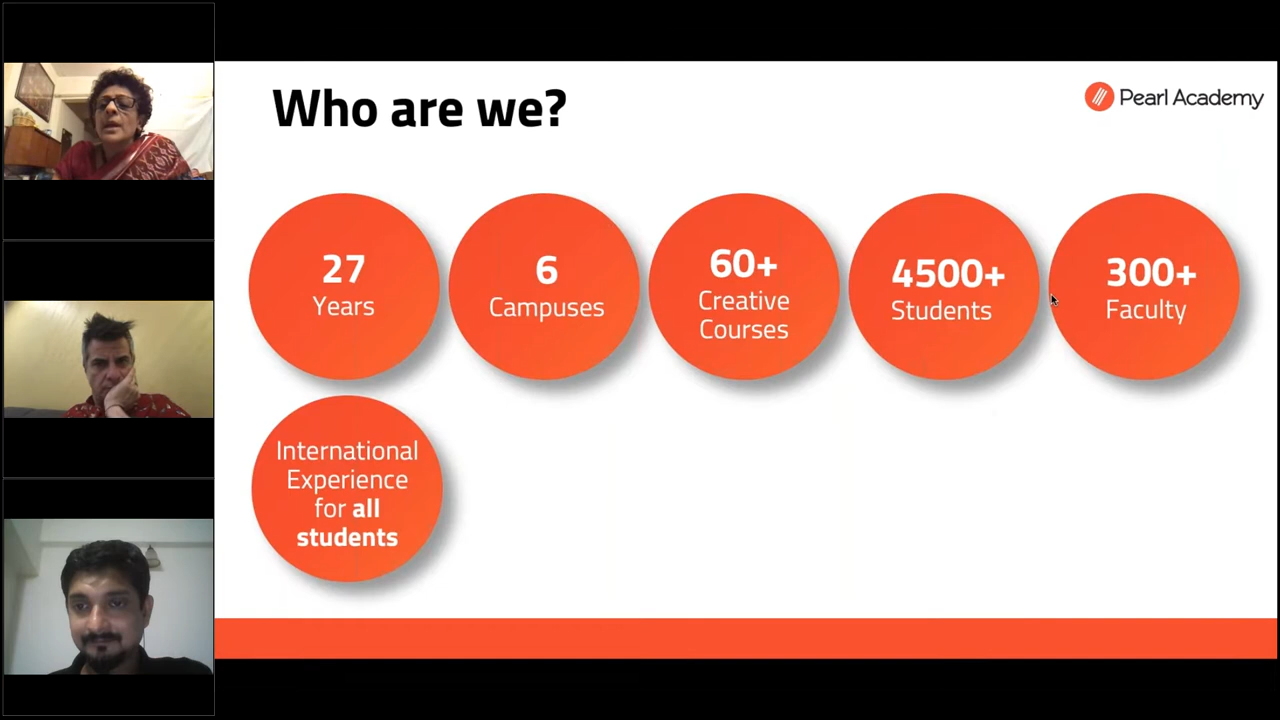 Who are we?
Pearl Academy
27
Years
6
Campuses
60+
Creative
Courses
4500+
Students
300+
Faculty
International
Experience
for all
students